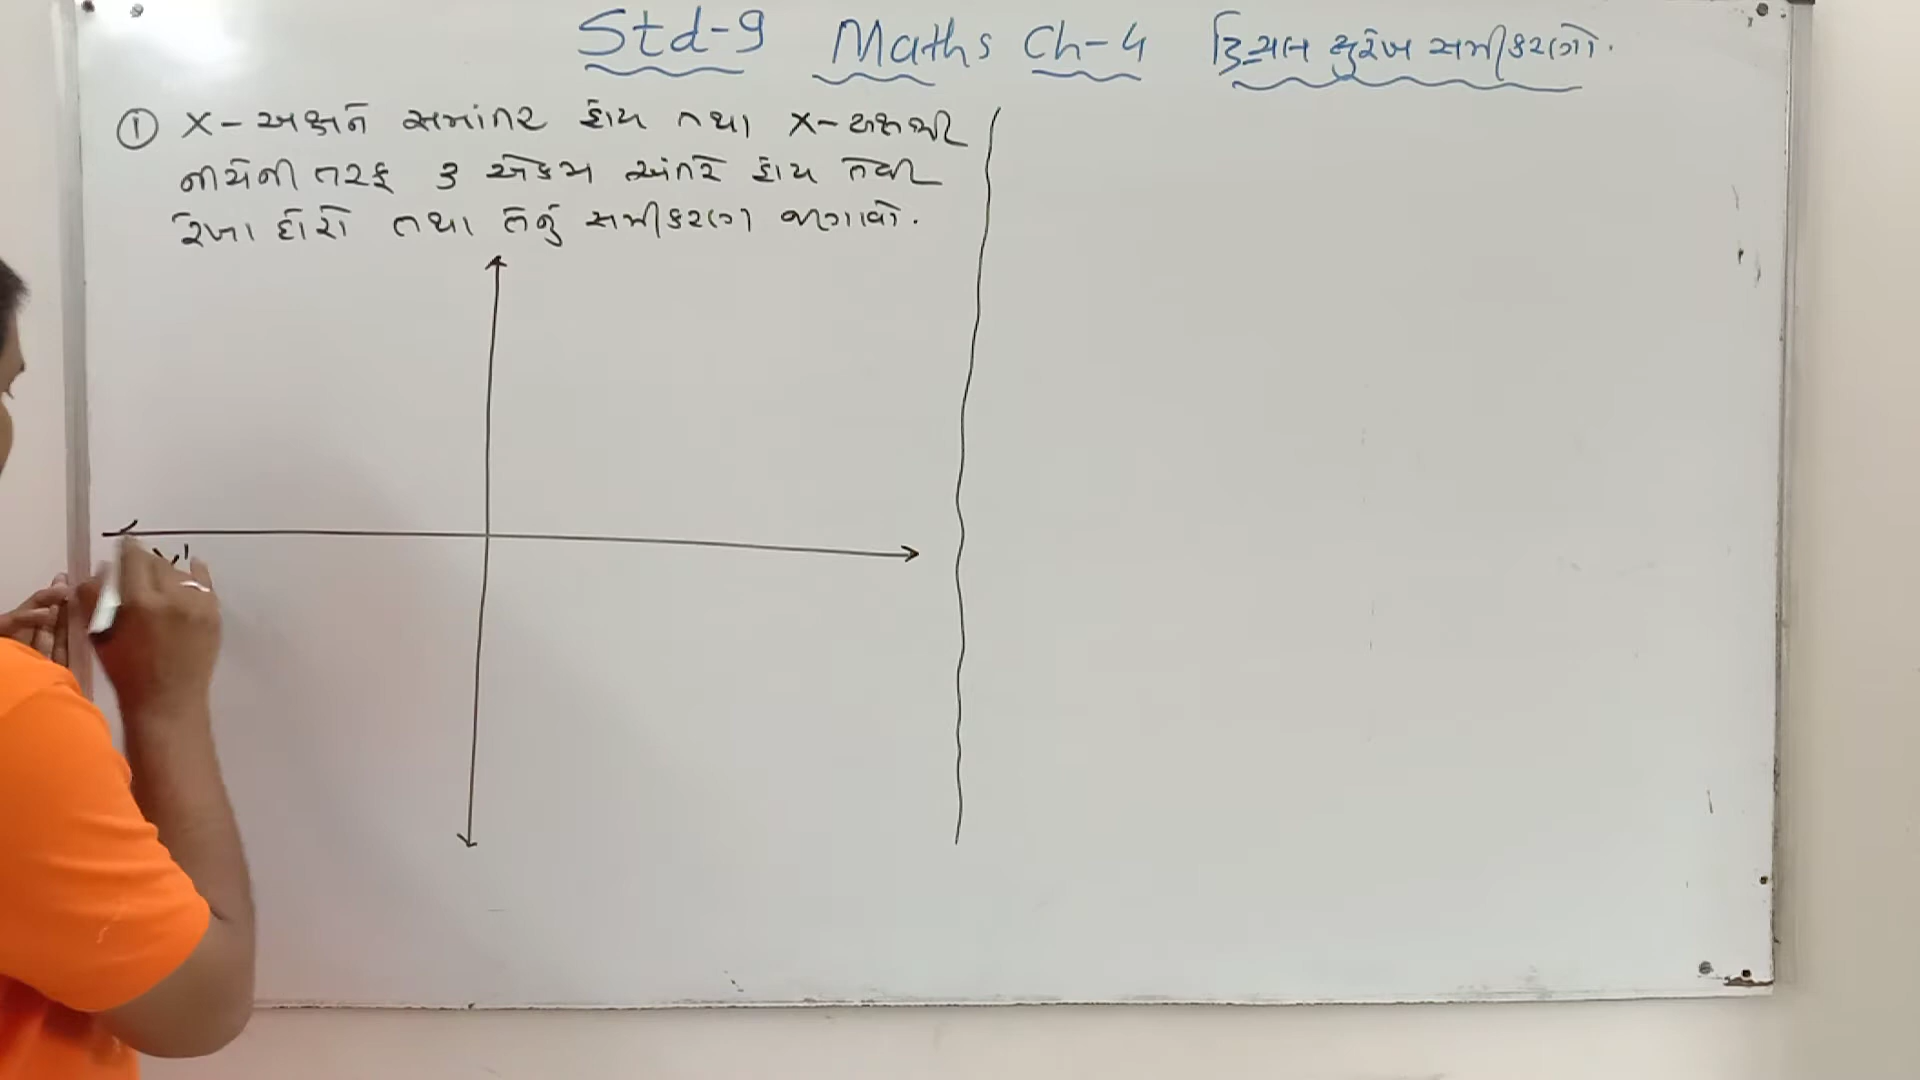 Std-9 Maths Ch-4 દ્વિચલ સુરેખ સમીકરણો.
① X-અક્ષને સમાંતર હોય તથા X-અક્ષથી
નીચેની તરફ ૩ એકમ અંતરે હોય તેવી
રેખા દોરો તથા તેનું સમીકરણ જણાવો.
X'